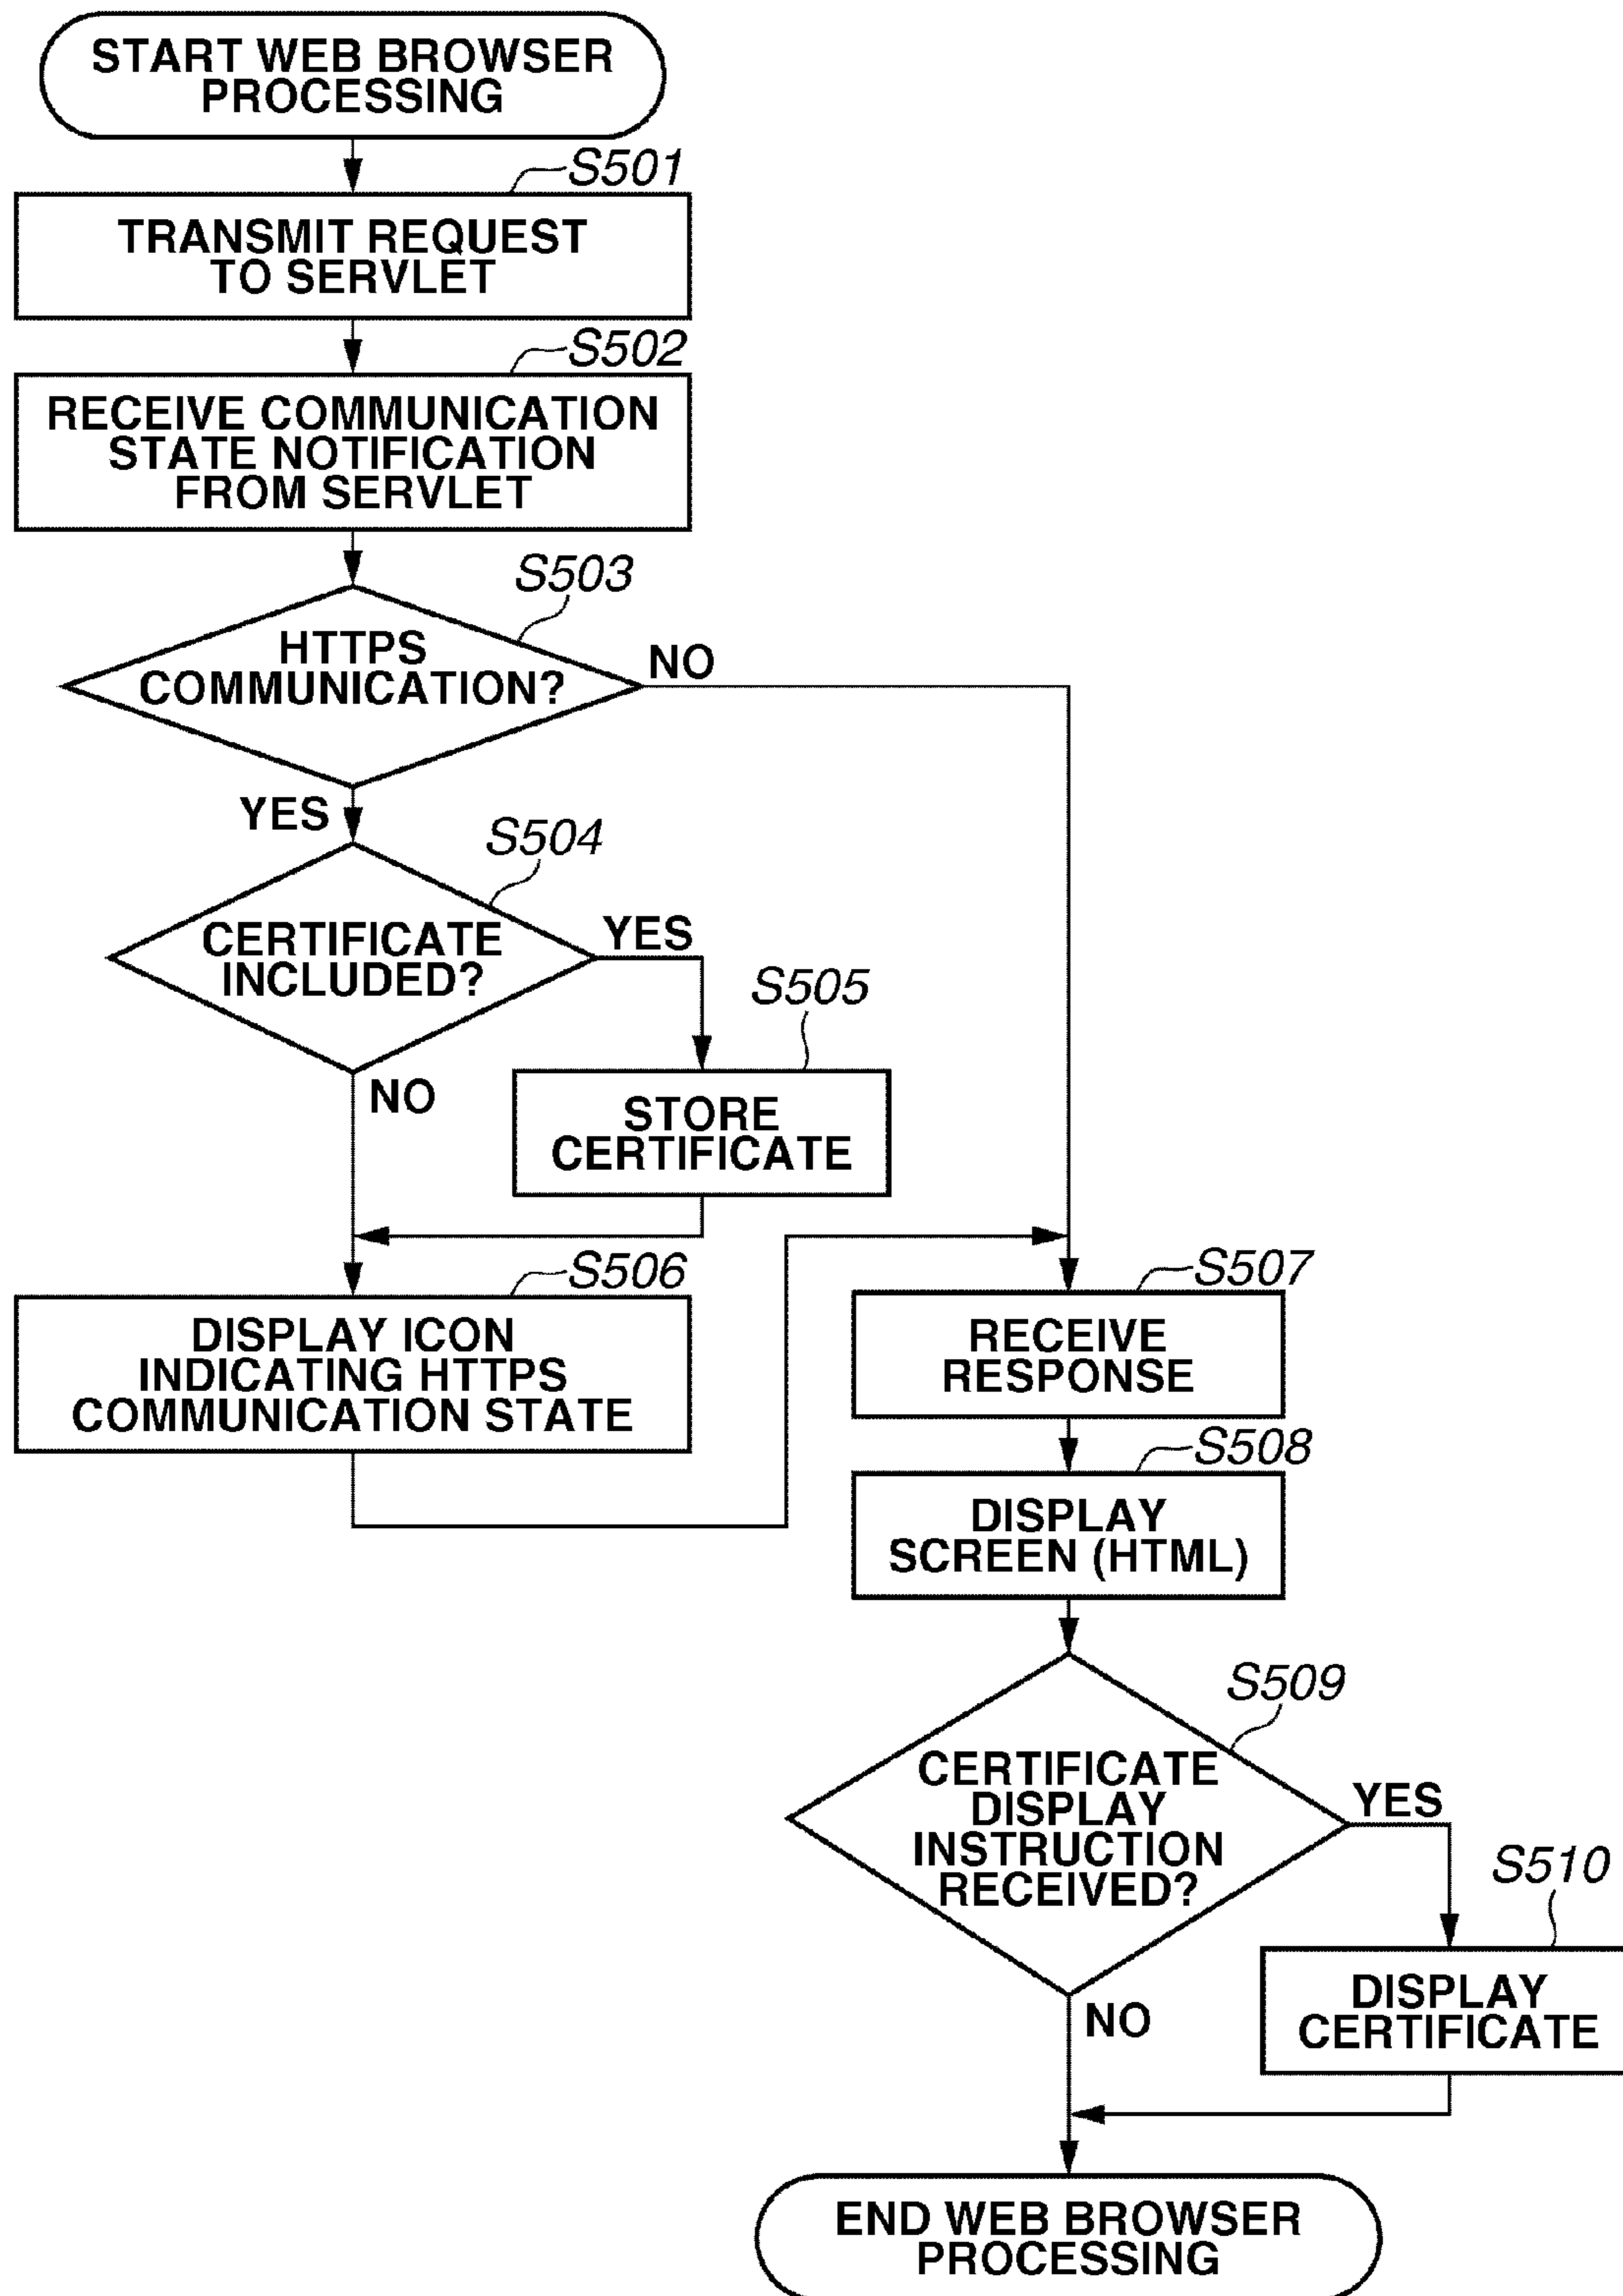 START WEB BROWSER
PROCESSING
S501
TRANSMIT REQUEST
TO SERVLET
S502
RECEIVE COMMUNICATION
STATE NOTIFICATION
FROM SERVLET
S503
HTTPS
COMMUNICATION?
NO
YES
S504
CERTIFICATE
INCLUDED?
YES
NO
S505
STORE
CERTIFICATE
S506
DISPLAY ICON
INDICATING HTTPS
COMMUNICATION STATE
S507
RECEIVE
RESPONSE
S508
DISPLAY
SCREEN (HTML)
S509
CERTIFICATE
DISPLAY
INSTRUCTION
RECEIVED?
YES
NO
S510
DISPLAY
CERTIFICATE
END WEB BROWSER
PROCESSING